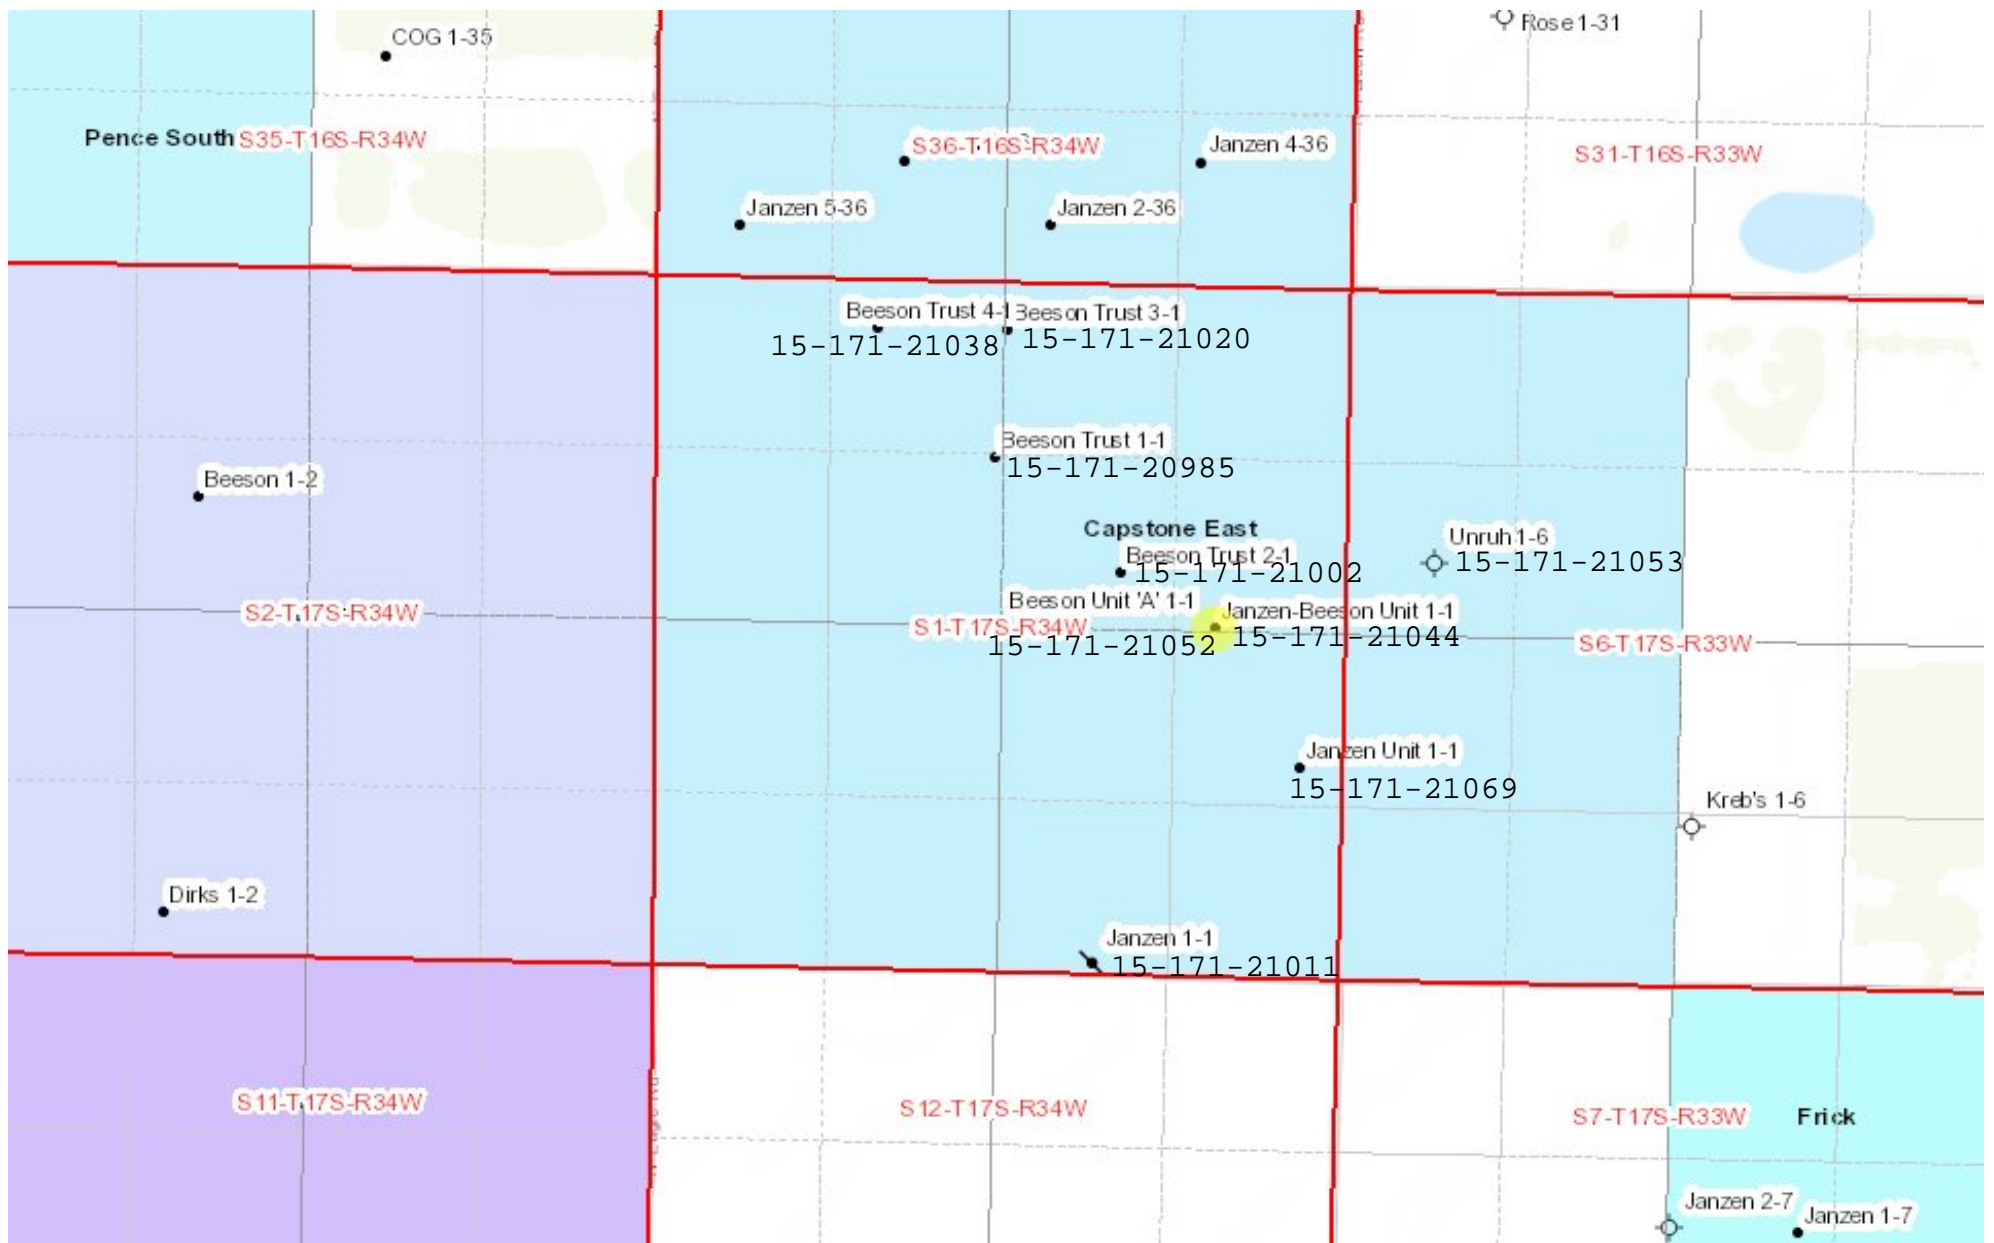 COG 1-35
Rose 1-31
Pence South
S35-T16S-R34W
S36-T16S-R34W
Janzen 4-36
S31-T16S-R33W
Janzen 5-36
Janzen 2-36
Beeson Trust 4-1
Beeson Trust 3-1
15-171-21038
15-171-21020
Beeson Trust 1-1
15-171-20985
Beeson 1-2
Capstone East
Unruh 1-6
15-171-21053
Beeson Trust 2-1
15-171-21002
Beeson Unit 'A' 1-1
Janzen-Beeson Unit 1-1
S2-T17S-R34W
S1-T17S-R34W
15-171-21052
15-171-21044
S6-T17S-R33W
Janzen Unit 1-1
15-171-21069
Kreb's 1-6
Dirks 1-2
Janzen 1-1
15-171-21011
S11-T17S-R34W
S12-T17S-R34W
S7-T17S-R33W
Frick
Janzen 2-7
Janzen 1-7